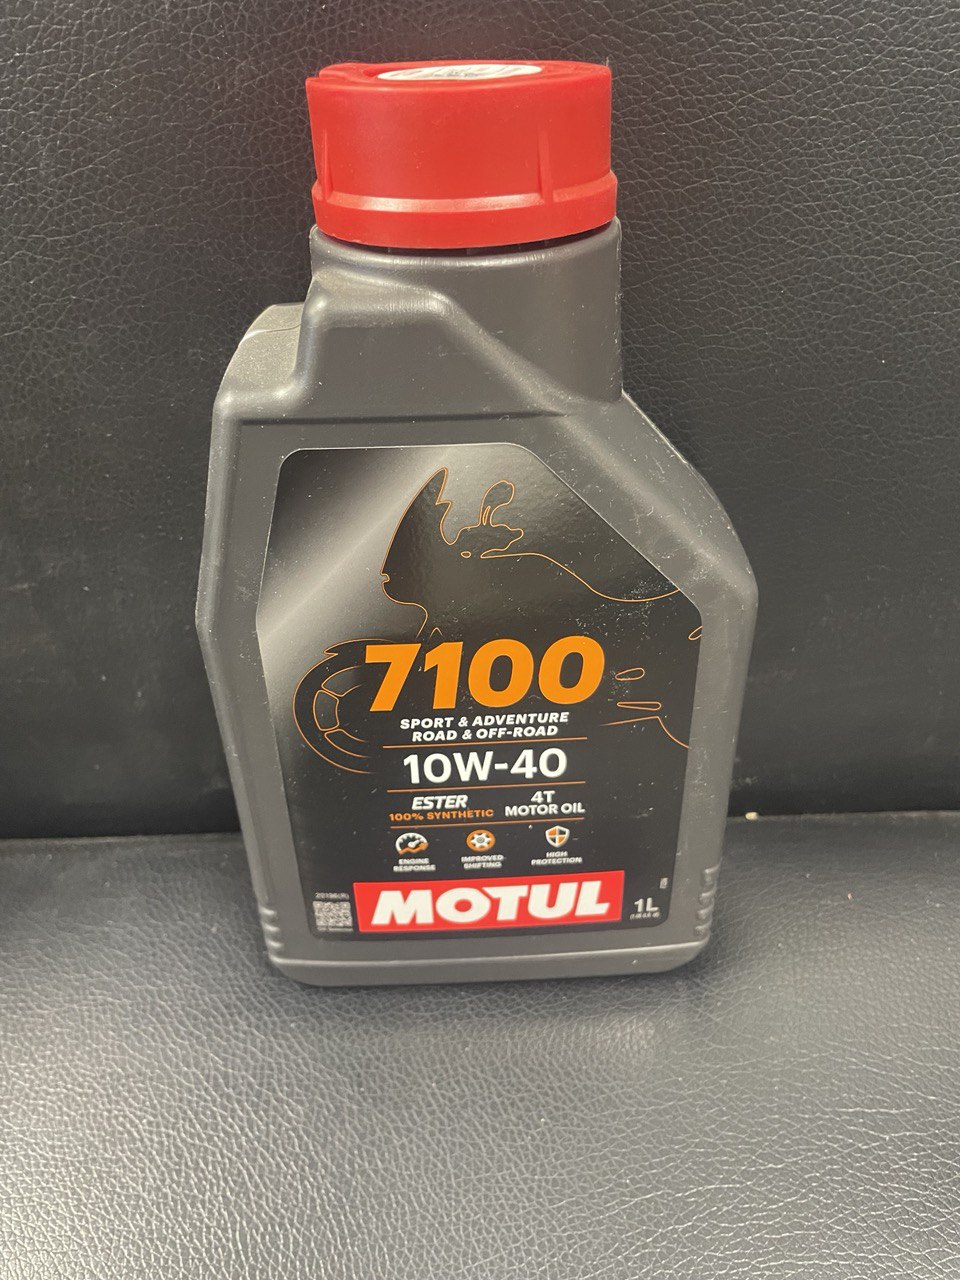 7100
SPORT & ADVENTURE
ROAD & OFF-ROAD
10W-40
ESTER
100% SYNTHETIC
4T
MOTOR OIL
ENGINE
RESPONSE
IMPROVED
SHIFTING
HIGH
PROTECTION
MOTUL
1L